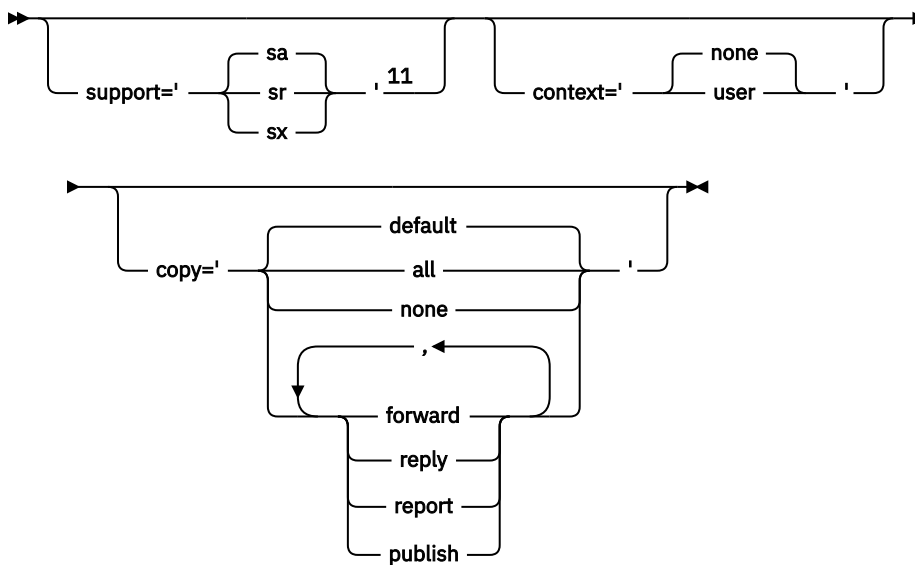 sa none
support=' sr ' 11 context=' user '
sx
default
copy=' all '
none
,
forward
reply
report
publish